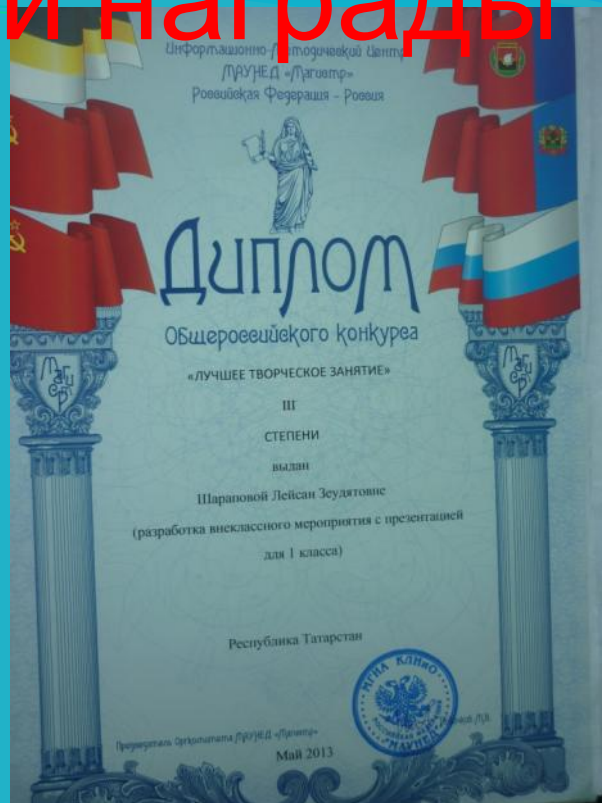 и награды
Информационно-Методический Центр
МАУНЕД «Магистр»
Российская Федерация - Россия
Диплом
Общероссийского конкурса
«ЛУЧШЕЕ ТВОРЧЕСКОЕ ЗАНЯТИЕ»
III
СТЕПЕНИ
выдан
Шараповой Лейсан Зеудятовне
(разработка внеклассного мероприятия с презентацией
для 1 класса)
Республика Татарстан
Председатель Оргкомитета МАУНЕД «Магистр»
Май 2013
МАУНЕД